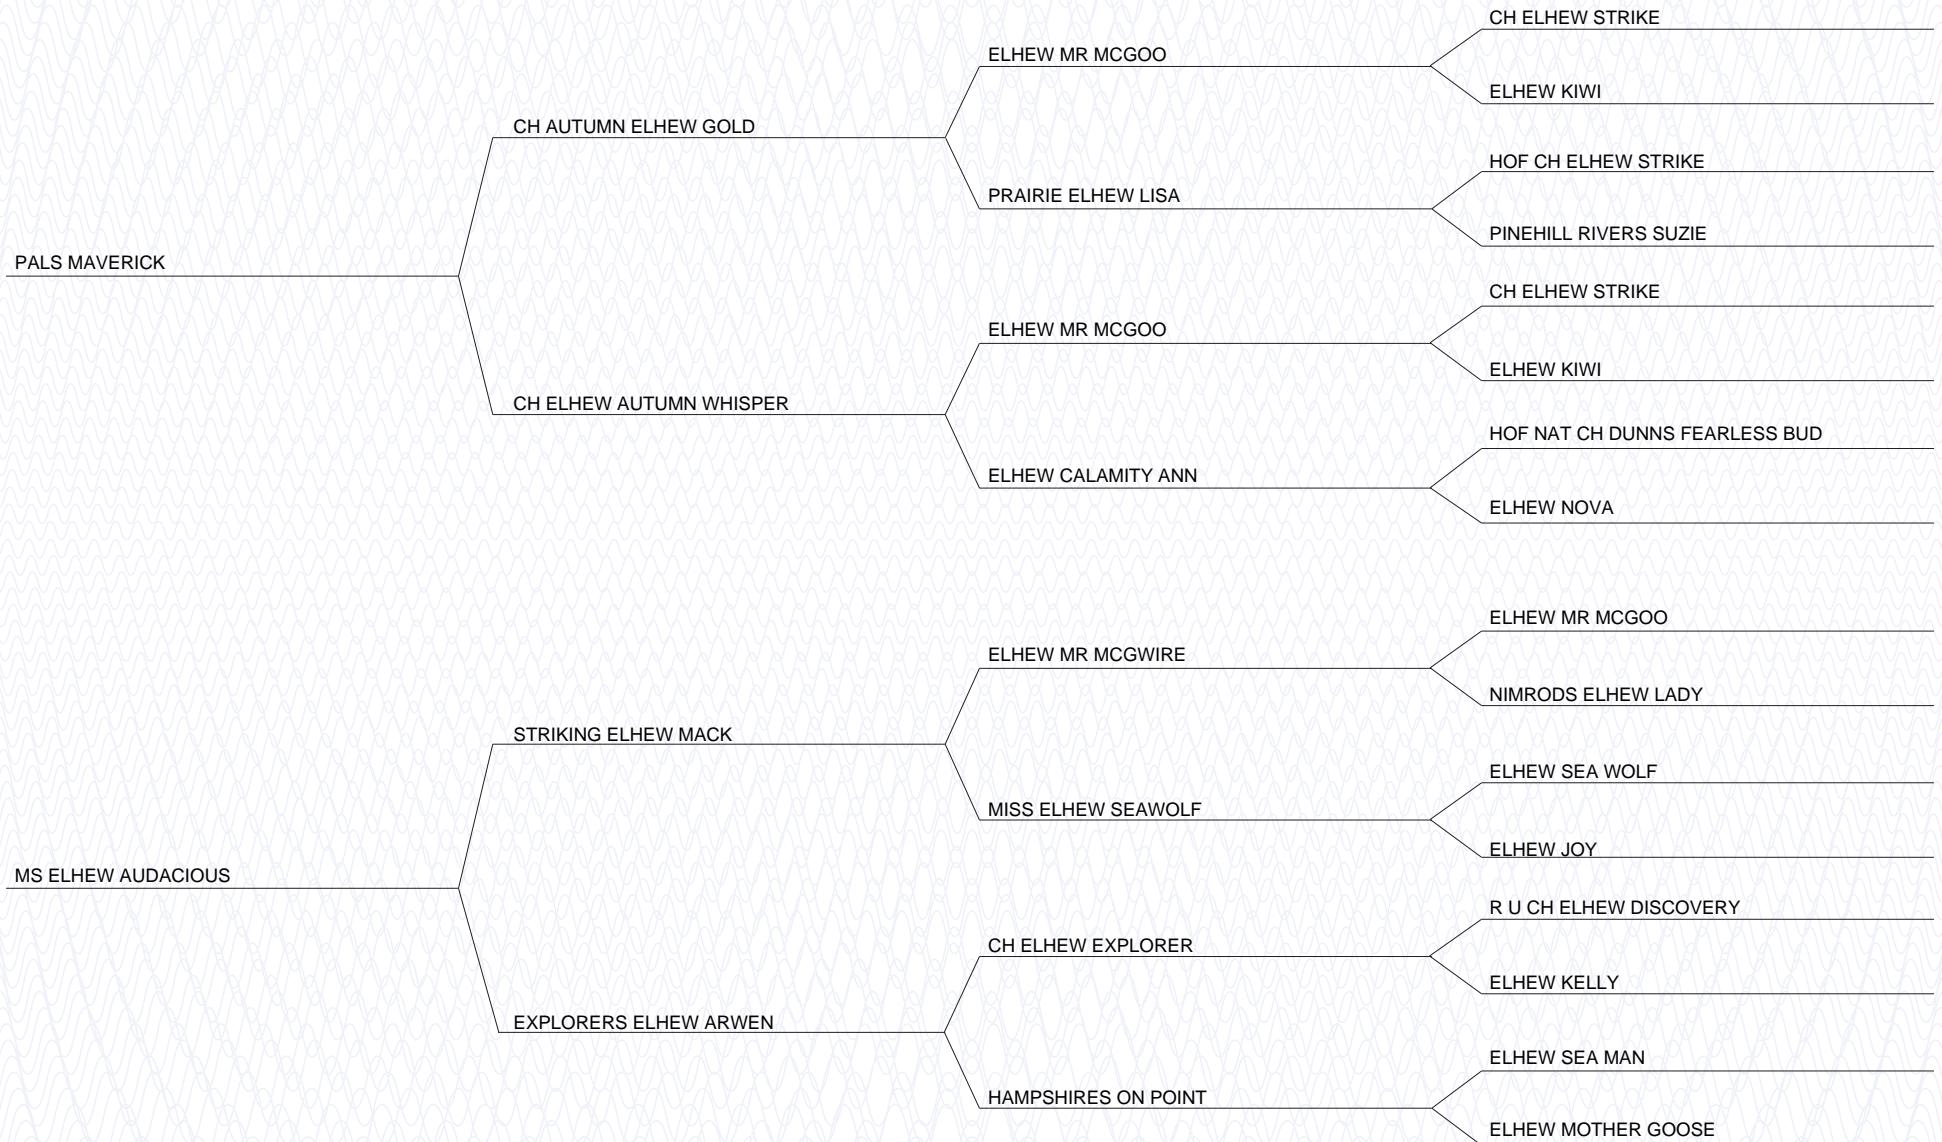 CH ELHEW STRIKE
ELHEW MR MCGOO
ELHEW KIWI
CH AUTUMN ELHEW GOLD
HOF CH ELHEW STRIKE
PRAIRIE ELHEW LISA
PINEHILL RIVERS SUZIE
PALS MAVERICK
CH ELHEW STRIKE
ELHEW MR MCGOO
ELHEW KIWI
CH ELHEW AUTUMN WHISPER
HOF NAT CH DUNNS FEARLESS BUD
ELHEW CALAMITY ANN
ELHEW NOVA
ELHEW MR MCGOO
ELHEW MR MCGWIRE
NIMRODS ELHEW LADY
STRIKING ELHEW MACK
ELHEW SEA WOLF
MISS ELHEW SEAWOLF
ELHEW JOY
MS ELHEW AUDACIOUS
R U CH ELHEW DISCOVERY
CH ELHEW EXPLORER
ELHEW KELLY
EXPLORERS ELHEW ARWEN
ELHEW SEA MAN
HAMPSHIRES ON POINT
ELHEW MOTHER GOOSE